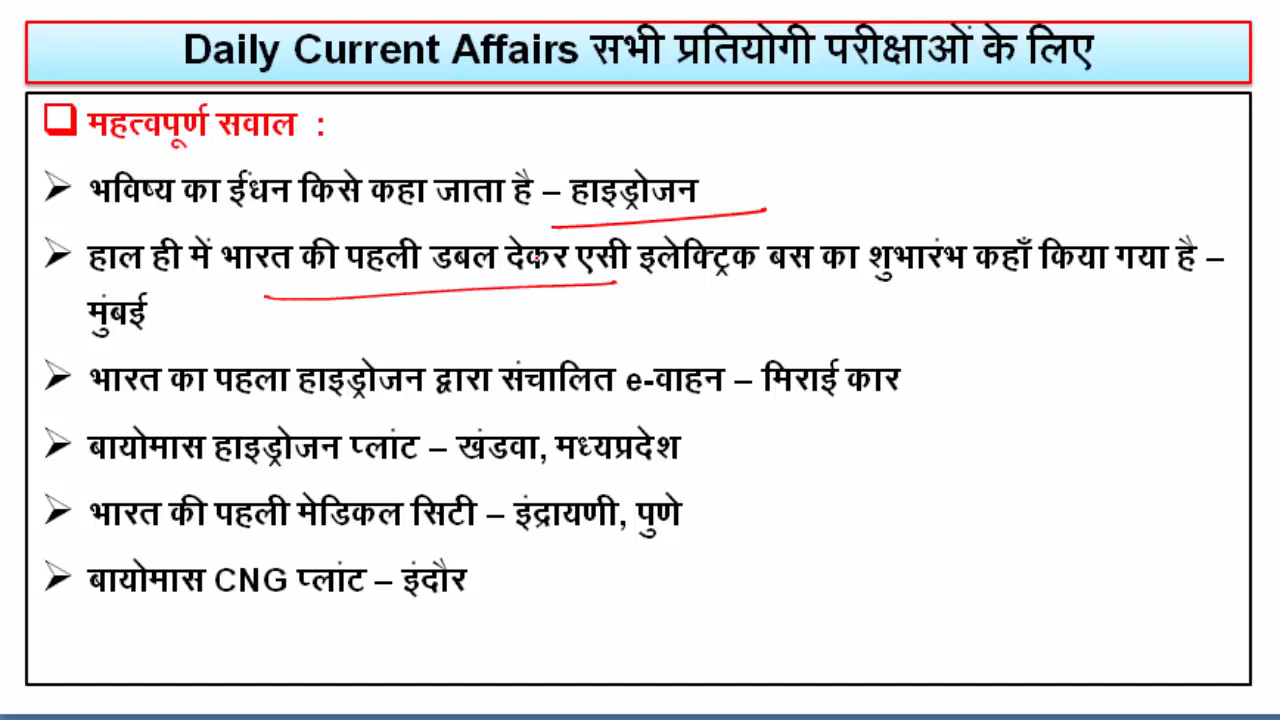 Daily Current Affairs सभी प्रतियोगी परीक्षाओं के लिए
महत्वपूर्ण सवाल :
भविष्य का ईंधन किसे कहा जाता है – हाइड्रोजन
हाल ही में भारत की पहली डबल देकर एसी इलेक्ट्रिक बस का शुभारंभ कहाँ किया गया है –
मुंबई
भारत का पहला हाइड्रोजन द्वारा संचालित e-वाहन – मिराई कार
बायोमास हाइड्रोजन प्लांट – खंडवा, मध्यप्रदेश
भारत की पहली मेडिकल सिटी – इंद्रायणी, पुणे
बायोमास CNG प्लांट – इंदौर